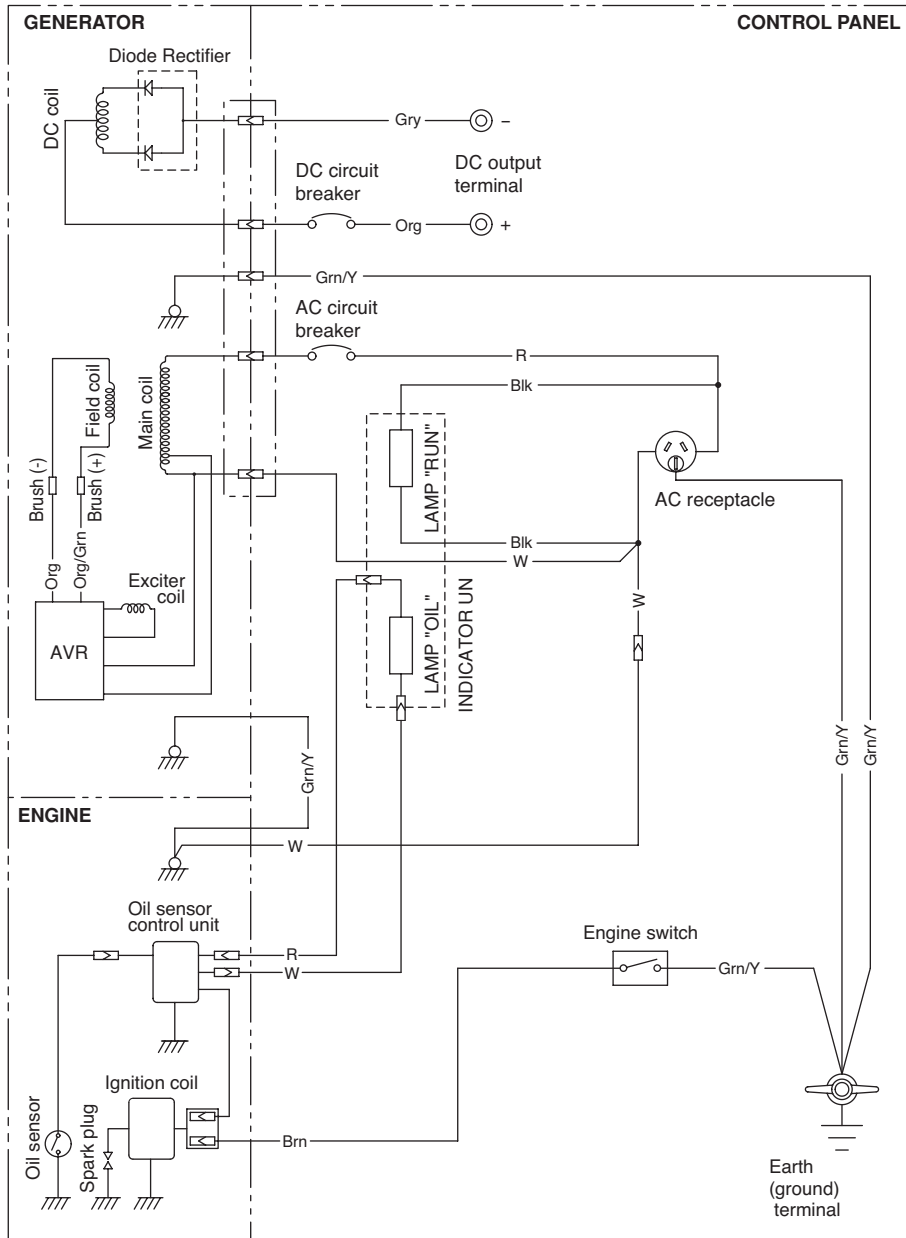 GENERATOR
CONTROL PANEL
Diode Rectifier
DC coil
Gry
–
DC circuit
breaker
DC output
terminal
Org
+
Grn/Y
AC circuit
breaker
R
Blk
Field coil
Main coil
Brush (-)
Brush (+)
LAMP "RUN"
AC receptacle
Blk
W
Org
Org/Grn
Exciter
coil
AVR
LAMP "OIL"
INDICATOR UN
W
Grn/Y
Grn/Y
Grn/Y
ENGINE
W
Oil sensor
control unit
R
W
Engine switch
Grn/Y
Ignition coil
Oil sensor
Spark plug
Brn
Earth
(ground)
terminal